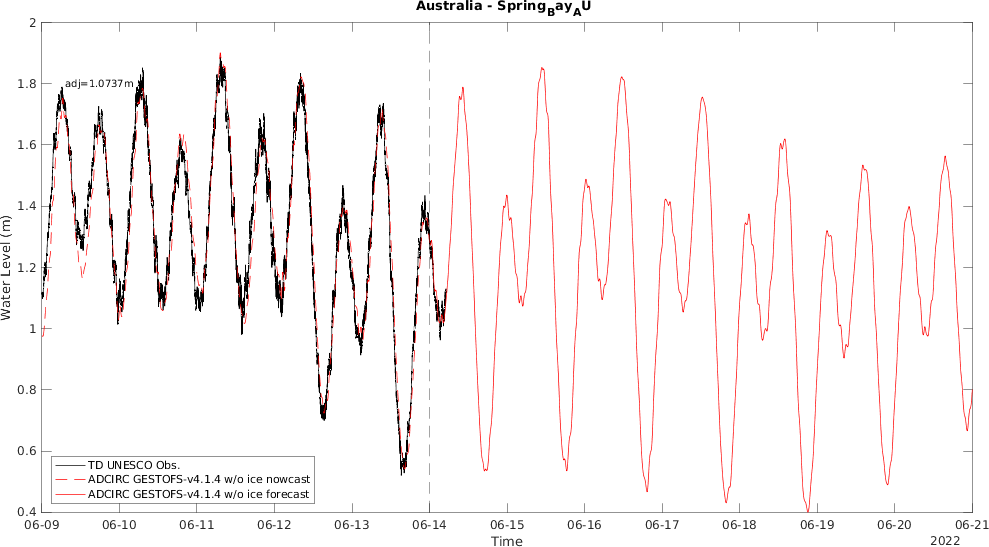 Australia - SpringBayAU
2
1.8
1.6
1.4
1.2
1
0.8
0.6
0.4
Water Level (m)
adj=1.0737m
TD UNESCO Obs.
ADCIRC GESTOFS-v4.1.4 w/o ice nowcast
ADCIRC GESTOFS-v4.1.4 w/o ice forecast
06-09 06-10 06-11 06-12 06-13 06-14 06-15 06-16 06-17 06-18 06-19 06-20 06-21
Time
2022